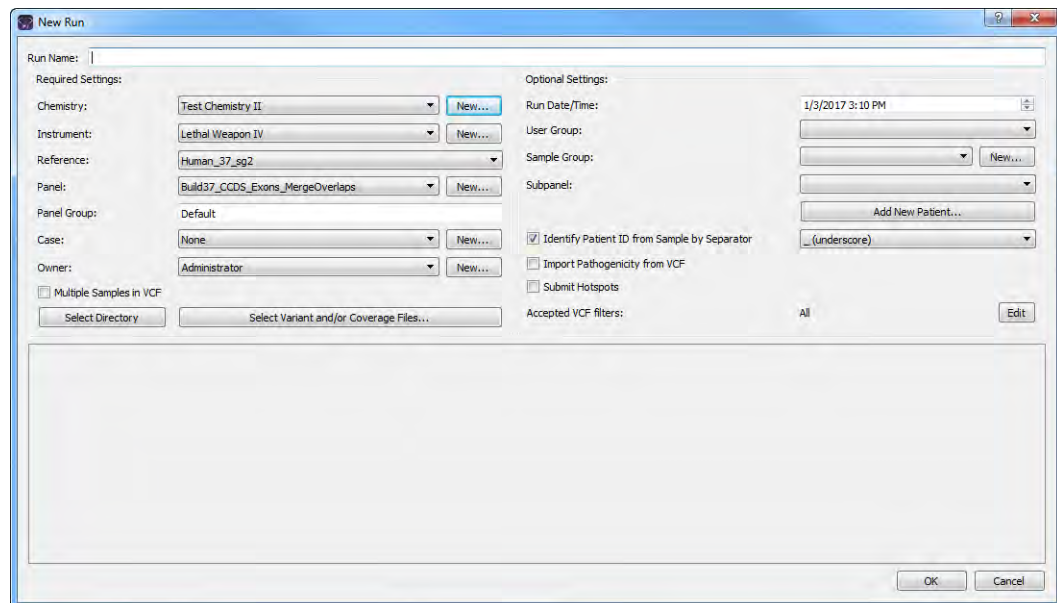 New Run
Run Name:
Required Settings:
Chemistry: Test Chemistry II New...
Instrument: Lethal Weapon IV New...
Reference: Human_37_sg2
Panel: Build37_CCDS_Exons_MergeOverlaps New...
Panel Group: Default
Case: None New...
Owner: Administrator New...
Multiple Samples in VCF
Select Directory Select Variant and/or Coverage Files...
Optional Settings:
Run Date/Time: 1/3/2017 3:10 PM
User Group:
Sample Group: New...
Subpanel:
Add New Patient...
Identify Patient ID from Sample by Separator _ (underscore)
Import Pathogenicity from VCF
Submit Hotspots
Accepted VCF filters: All Edit
OK Cancel